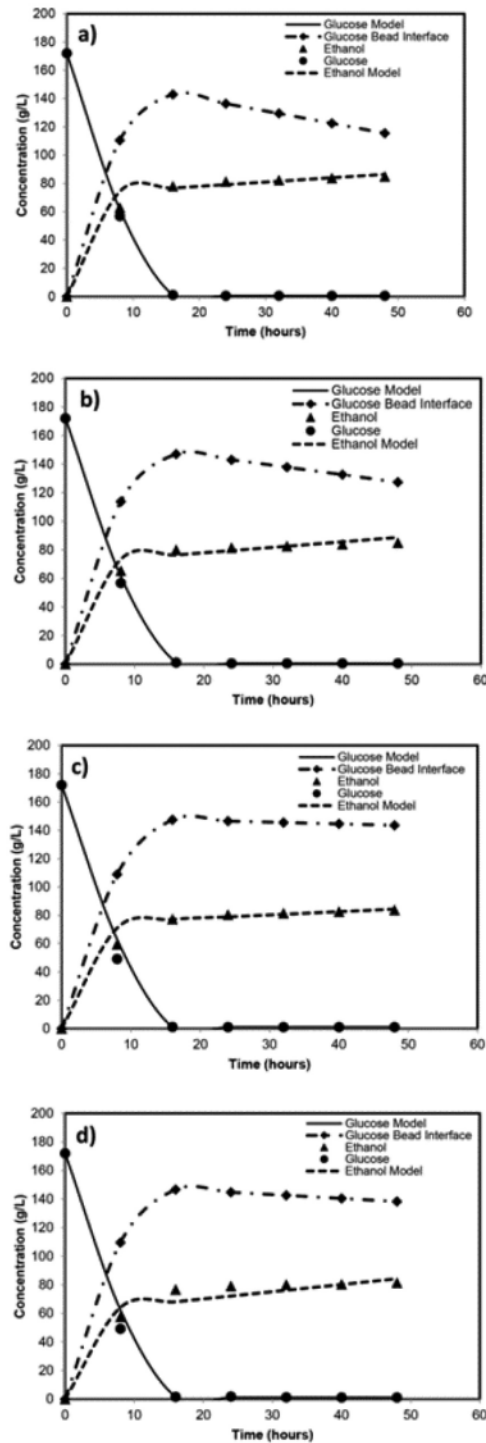 a)
Glucose Model
Glucose Bead Interface
Ethanol
Glucose
Ethanol Model
Concentration (g/L)
200
180
160
140
120
100
80
60
40
20
0
0 10 20 30 40 50 60
Time (hours)
b)
Glucose Model
Glucose Bead Interface
Ethanol
Glucose
Ethanol Model
Concentration (g/L)
200
180
160
140
120
100
80
60
40
20
0
0 10 20 30 40 50 60
Time (hours)
c)
Glucose Model
Glucose Bead Interface
Ethanol
Glucose
Ethanol Model
Concentration (g/L)
200
180
160
140
120
100
80
60
40
20
0
0 10 20 30 40 50 60
Time (hours)
d)
Glucose Model
Glucose Bead Interface
Ethanol
Glucose
Ethanol Model
Concentration (g/L)
200
180
160
140
120
100
80
60
40
20
0
0 10 20 30 40 50 60
Time (hours)